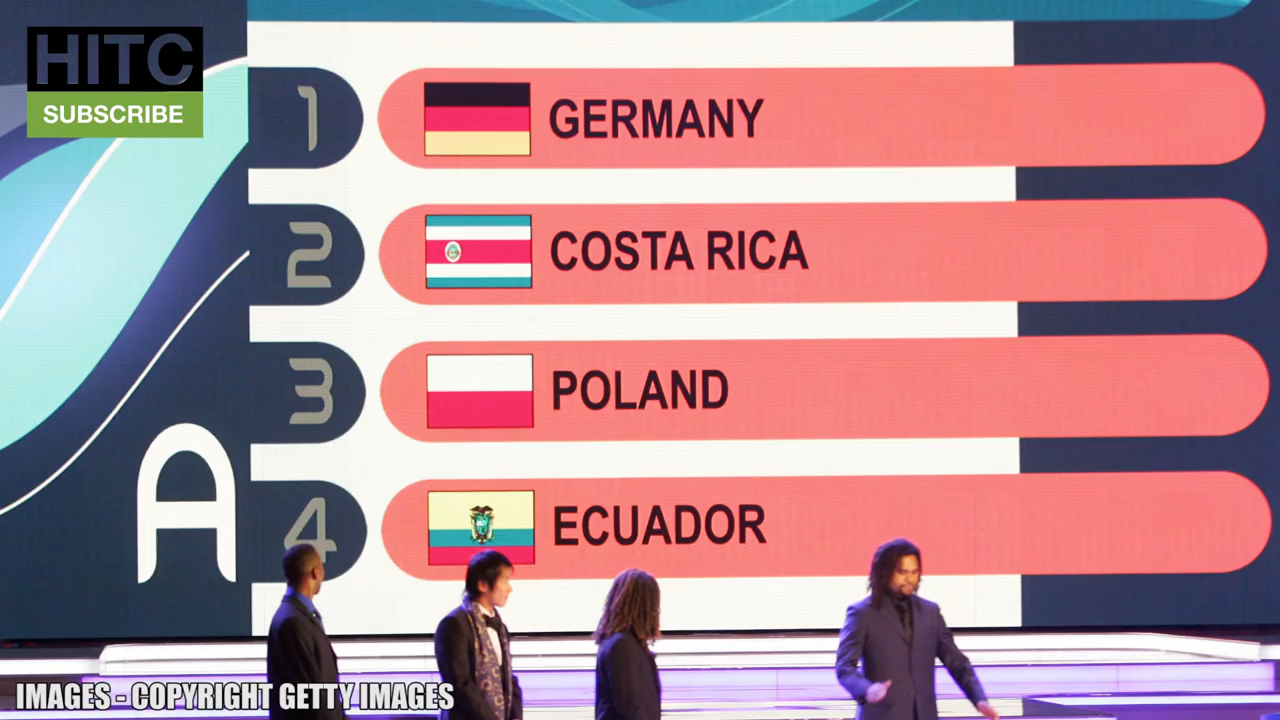 HITC
SUBSCRIBE
1 GERMANY
2 COSTA RICA
3 POLAND
A
4 ECUADOR
IMAGES - COPYRIGHT GETTY IMAGES